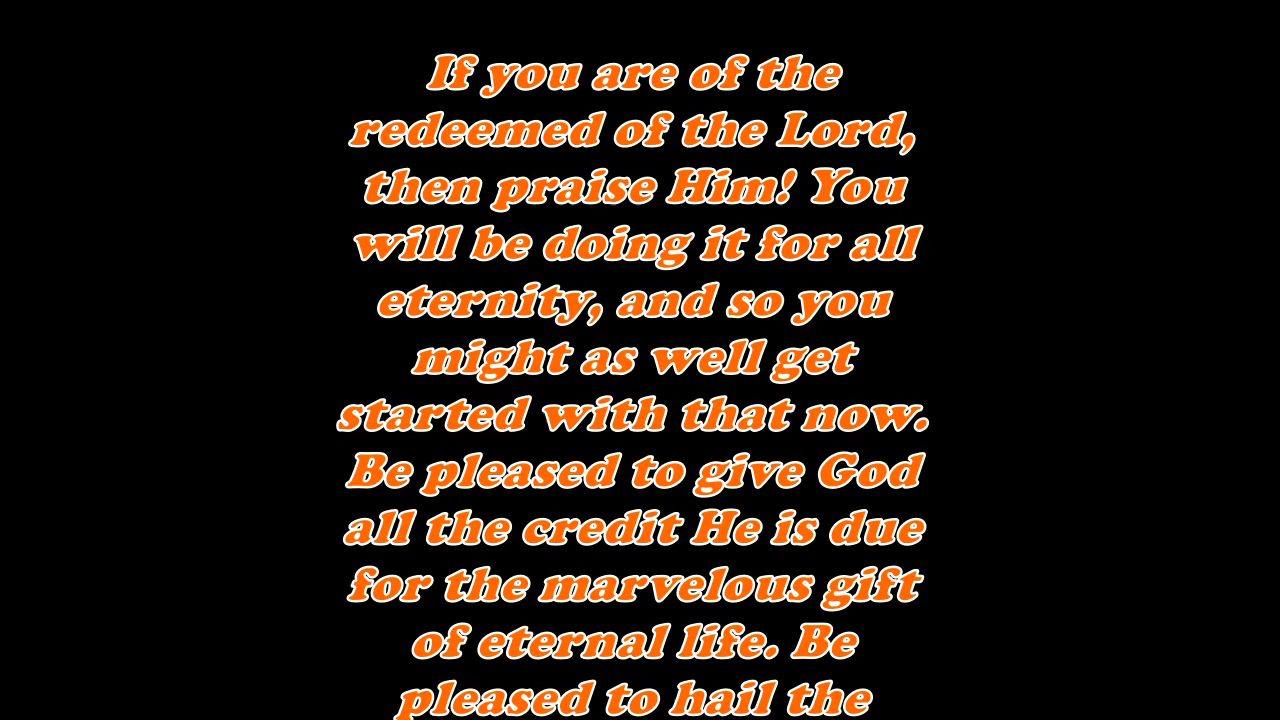 If you are of the
redeemed of the Lord,
then praise Him! You
will be doing it for all
eternity, and so you
might as well get
started with that now.
Be pleased to give God
all the credit He is due
for the marvelous gift
of eternal life. Be
pleased to hail the